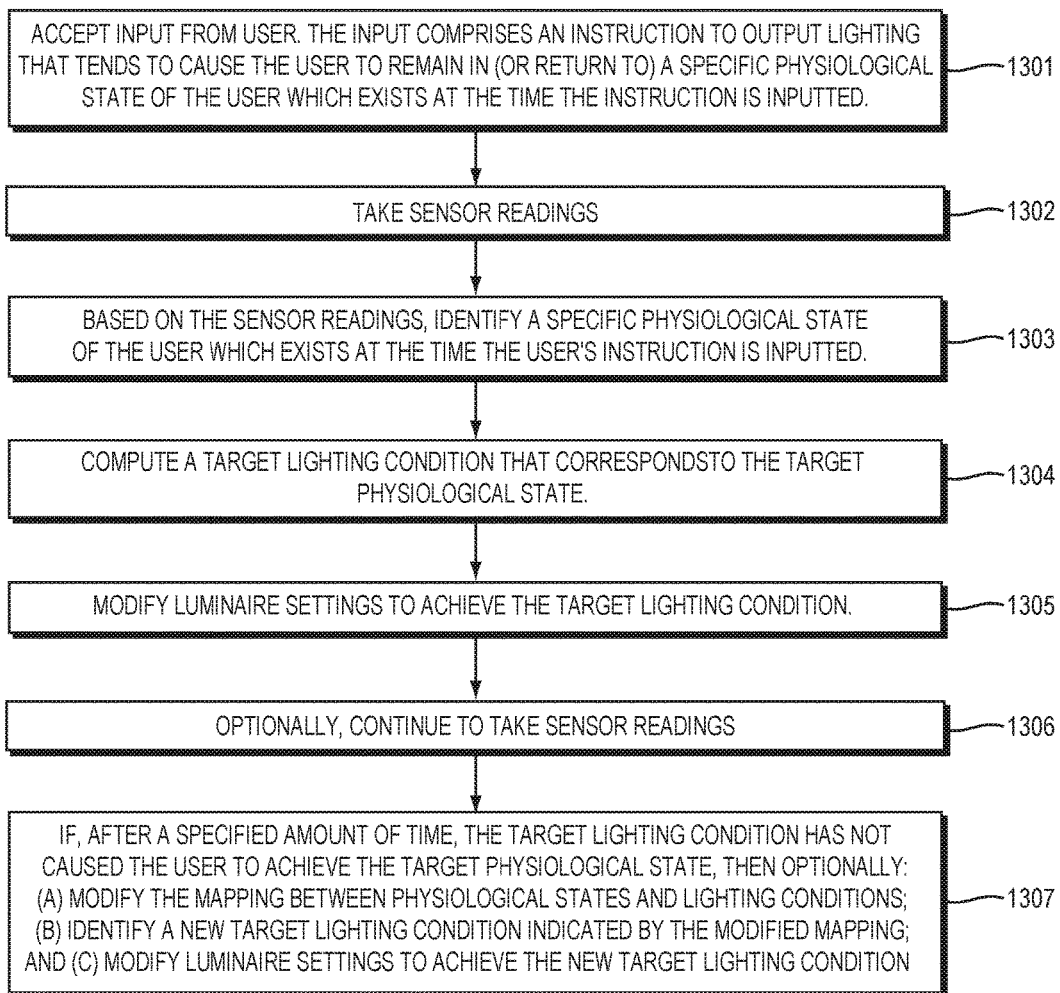 ACCEPT INPUT FROM USER. THE INPUT COMPRISES AN INSTRUCTION TO OUTPUT LIGHTING
THAT TENDS TO CAUSE THE USER TO REMAIN IN (OR RETURN TO) A SPECIFIC PHYSIOLOGICAL
STATE OF THE USER WHICH EXISTS AT THE TIME THE INSTRUCTION IS INPUTTED.
1301
TAKE SENSOR READINGS
1302
BASED ON THE SENSOR READINGS, IDENTIFY A SPECIFIC PHYSIOLOGICAL STATE
OF THE USER WHICH EXISTS AT THE TIME THE USER'S INSTRUCTION IS INPUTTED.
1303
COMPUTE A TARGET LIGHTING CONDITION THAT CORRESPONDSTO THE TARGET
PHYSIOLOGICAL STATE.
1304
MODIFY LUMINAIRE SETTINGS TO ACHIEVE THE TARGET LIGHTING CONDITION.
1305
OPTIONALLY, CONTINUE TO TAKE SENSOR READINGS
1306
IF, AFTER A SPECIFIED AMOUNT OF TIME, THE TARGET LIGHTING CONDITION HAS NOT
CAUSED THE USER TO ACHIEVE THE TARGET PHYSIOLOGICAL STATE, THEN OPTIONALLY:
(A) MODIFY THE MAPPING BETWEEN PHYSIOLOGICAL STATES AND LIGHTING CONDITIONS;
(B) IDENTIFY A NEW TARGET LIGHTING CONDITION INDICATED BY THE MODIFIED MAPPING;
AND (C) MODIFY LUMINAIRE SETTINGS TO ACHIEVE THE NEW TARGET LIGHTING CONDITION
1307